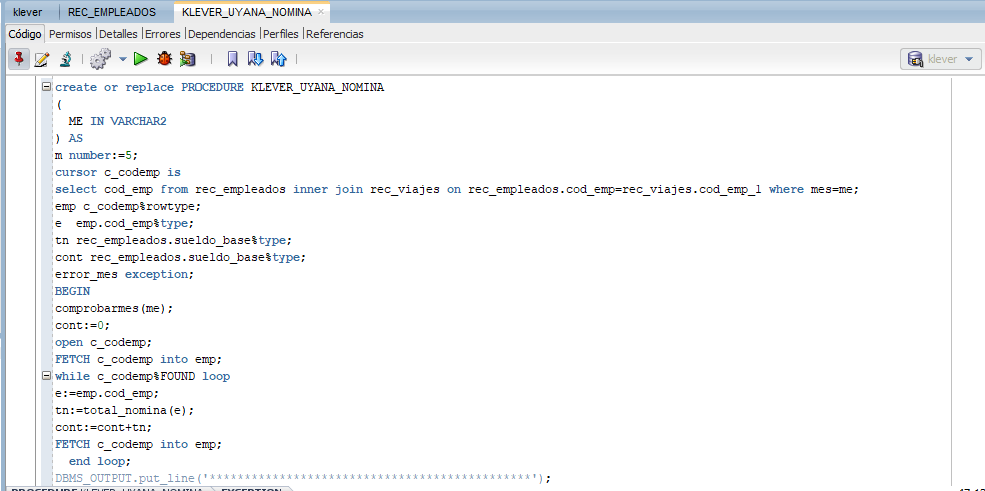 klever REC_EMPLEADOS KLEVER_UYANA_NOMINA
Código Permisos Detalles Errores Dependencias Perfiles Referencias
klever
create or replace PROCEDURE KLEVER_UYANA_NOMINA
(
ME IN VARCHAR2
) AS
m number:=5;
cursor c_codemp is
select cod_emp from rec_empleados inner join rec_viajes on rec_empleados.cod_emp=rec_viajes.cod_emp_1 where mes=me;
emp c_codemp%rowtype;
e  emp.cod_emp%type;
tn rec_empleados.sueldo_base%type;
cont rec_empleados.sueldo_base%type;
error_mes exception;
BEGIN
comprobarmes(me);
cont:=0;
open c_codemp;
FETCH c_codemp into emp;
while c_codemp%FOUND loop
e:=emp.cod_emp;
tn:=total_nomina(e);
cont:=cont+tn;
FETCH c_codemp into emp;
end loop;
DBMS_OUTPUT.put_line('**********************************************');
PROCEDURE KLEVER_UYANA_NOMINA EXCEPTION